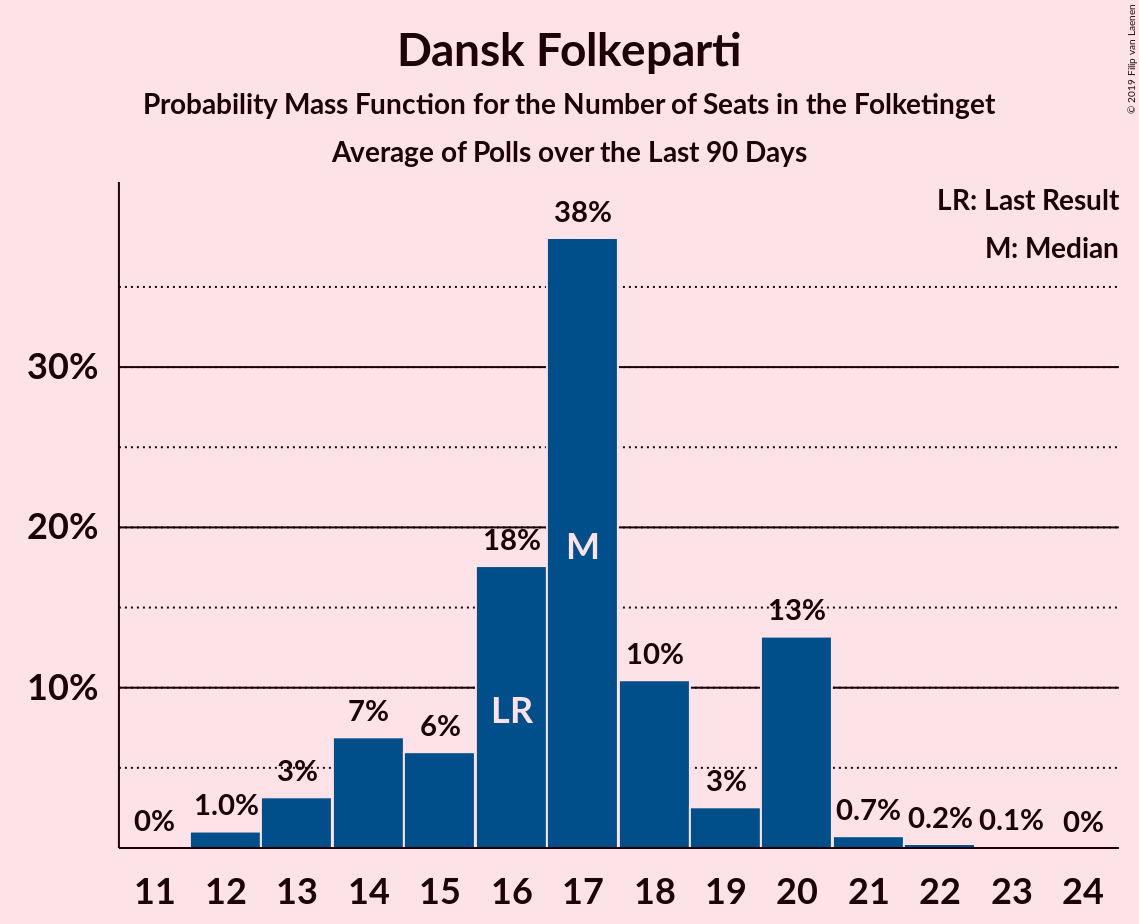 Dansk Folkeparti
Probability Mass Function for the Number of Seats in the Folketinget
Average of Polls over the Last 90 Days
© 2019 Filip van Laenen
LR: Last Result
M: Median
38%
30%
20%
18%
M
13%
10%
10%
LR
7%
6%
3%
3%
1.0%
0%
0.7%
0.2%
0.1%
0%
11 12 13 14 15 16 17 18 19 20 21 22 23 24